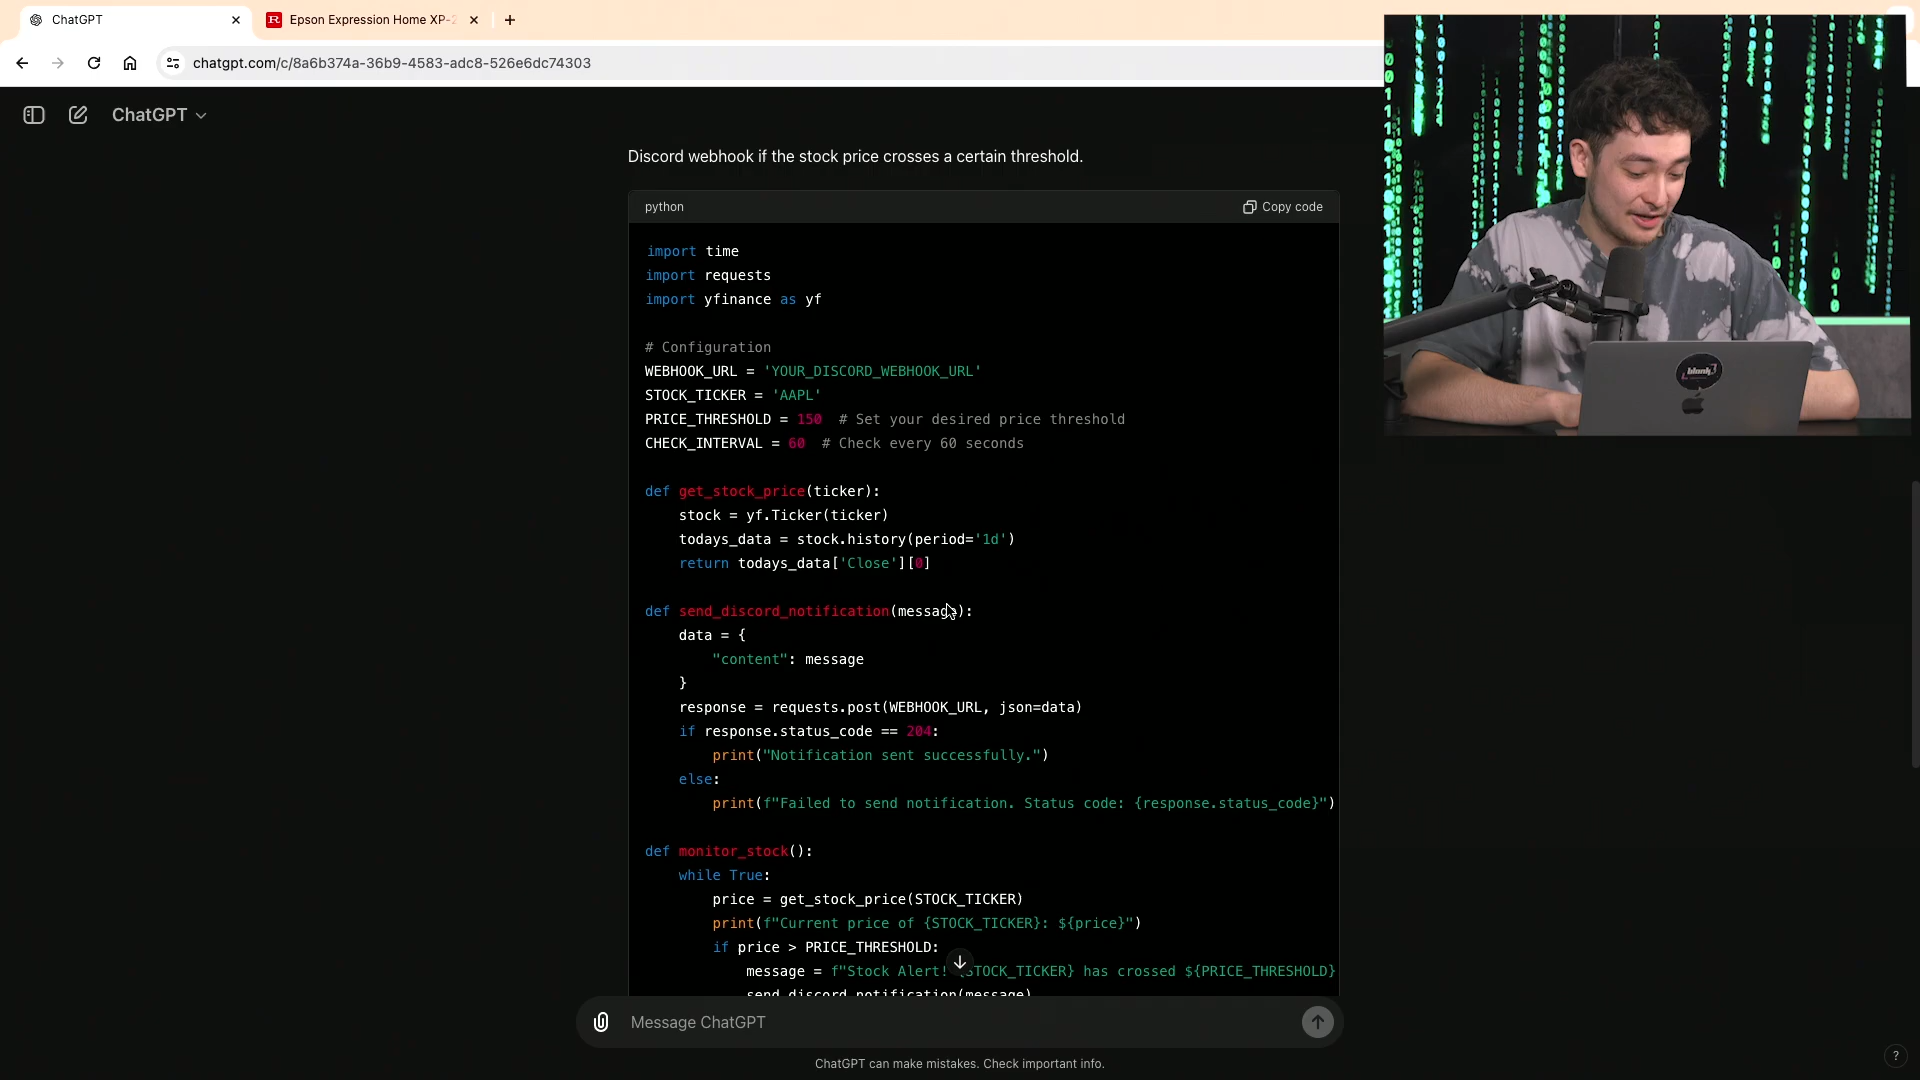 ChatGPT
Epson Expression Home XP-2
chatgpt.com/c/8a6b374a-36b9-4583-adc8-526e6dc74303
ChatGPT
Discord webhook if the stock price crosses a certain threshold.
python
Copy code
import time
import requests
import yfinance as yf
# Configuration
WEBHOOK_URL = 'YOUR_DISCORD_WEBHOOK_URL'
STOCK_TICKER = 'AAPL'
PRICE_THRESHOLD = 150  # Set your desired price threshold
CHECK_INTERVAL = 60  # Check every 60 seconds
def get_stock_price(ticker):
    stock = yf.Ticker(ticker)
    todays_data = stock.history(period='1d')
    return todays_data['Close'][0]
def send_discord_notification(message):
    data = {
        "content": message
    }
    response = requests.post(WEBHOOK_URL, json=data)
    if response.status_code == 204:
        print("Notification sent successfully.")
    else:
        print(f"Failed to send notification. Status code: {response.status_code}")
def monitor_stock():
    while True:
        price = get_stock_price(STOCK_TICKER)
        print(f"Current price of {STOCK_TICKER}: ${price}")
        if price > PRICE_THRESHOLD:
            message = f"Stock Alert! {STOCK_TICKER} has crossed ${PRICE_THRESHOLD}
            send_discord_notification(message)
Message ChatGPT
ChatGPT can make mistakes. Check important info.
?
blank